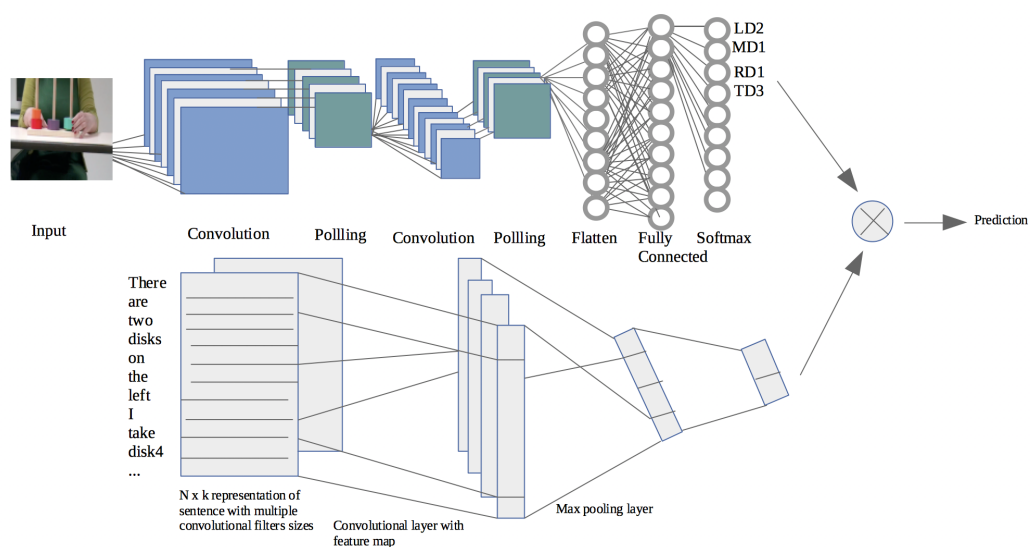 LD2
MD1
RD1
TD3
Prediction
Input
Convolution
Pollling
Convolution
Pollling
Flatten
Fully
Connected
Softmax
There
are
two
disks
on
the
left
I
take
disk4
...
N x k representation of
sentence with multiple
convolutional filters sizes
Convolutional layer with
feature map
Max pooling layer